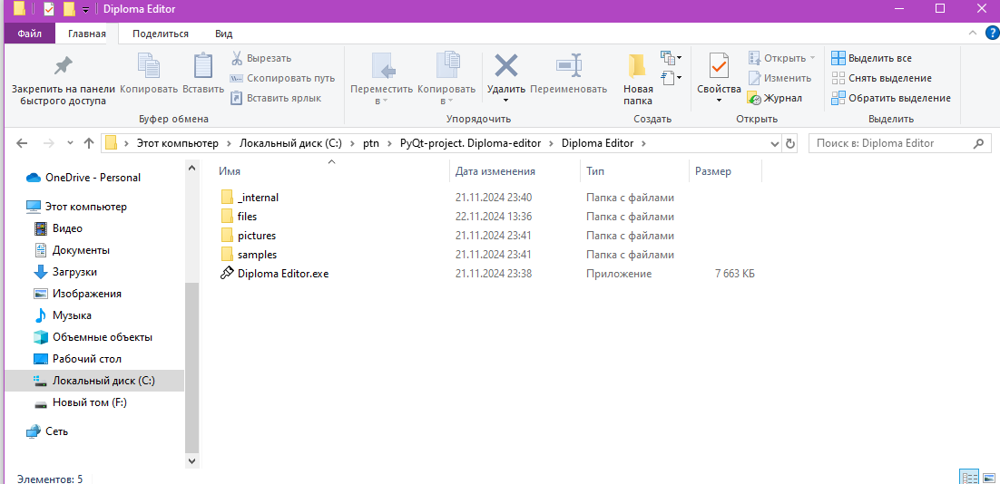 Diploma Editor
Файл Главная Поделиться Вид
Закрепить на панели быстрого доступа
Копировать
Вставить
Вырезать
Скопировать путь
Вставить ярлык
Буфер обмена
Переместить в
Копировать в
Удалить
Переименовать
Упорядочить
Новая папка
Создать
Свойства
Открыть
Изменить
Журнал
Открыть
Выделить все
Снять выделение
Обратить выделение
Выделить
Этот компьютер Локальный диск (C:) ptn PyQt-project. Diploma-editor Diploma Editor
Поиск в: Diploma Editor
OneDrive - Personal
Этот компьютер
Видео
Документы
Загрузки
Изображения
Музыка
Объемные объекты
Рабочий стол
Локальный диск (C:)
Новый том (F:)
Сеть
Имя Дата изменения Тип Размер
_internal 21.11.2024 23:40 Папка с файлами
files 22.11.2024 13:36 Папка с файлами
pictures 21.11.2024 23:41 Папка с файлами
samples 21.11.2024 23:41 Папка с файлами
Diploma Editor.exe 21.11.2024 23:38 Приложение 7 663 КБ
Элементов: 5